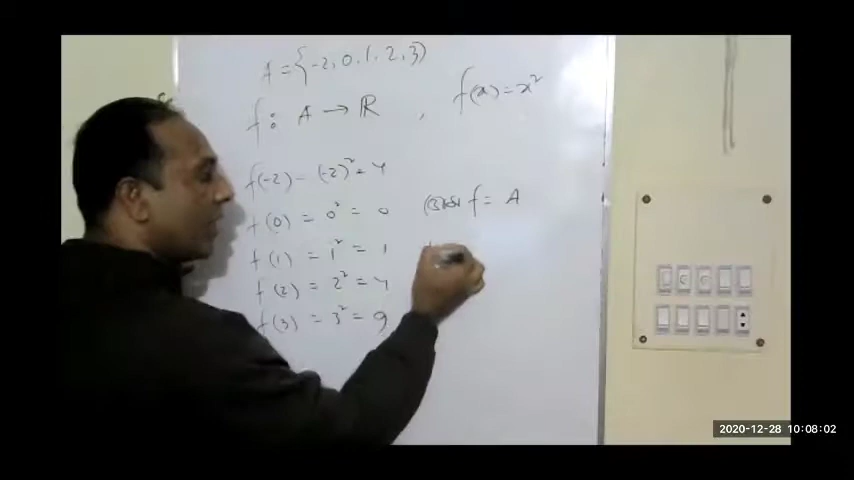 A = {-2, 0, 1, 2, 3}
f : A → ℝ , f(x) = x²
f(-2) = (-2)² = 4
f(0) = 0² = 0
f(1) = 1² = 1
f(2) = 2² = 4
f(3) = 3² = 9
f = A
2020-12-28 10:08:02